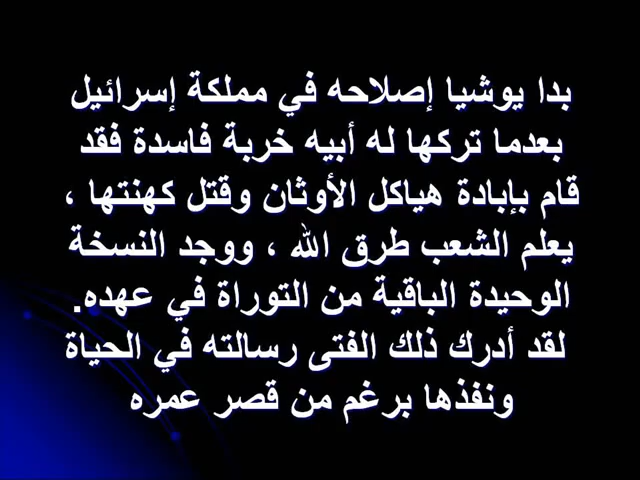 بدا يوشيا إصلاحه في مملكة إسرائيل
بعدما تركها له أبيه خربة فاسدة فقد
قام بإبادة هياكل الأوثان وقتل كهنتها ،
يعلم الشعب طرق الله ، ووجد النسخة
الوحيدة الباقية من التوراة في عهده.
لقد أدرك ذلك الفتى رسالته في الحياة
ونفذها برغم من قصر عمره